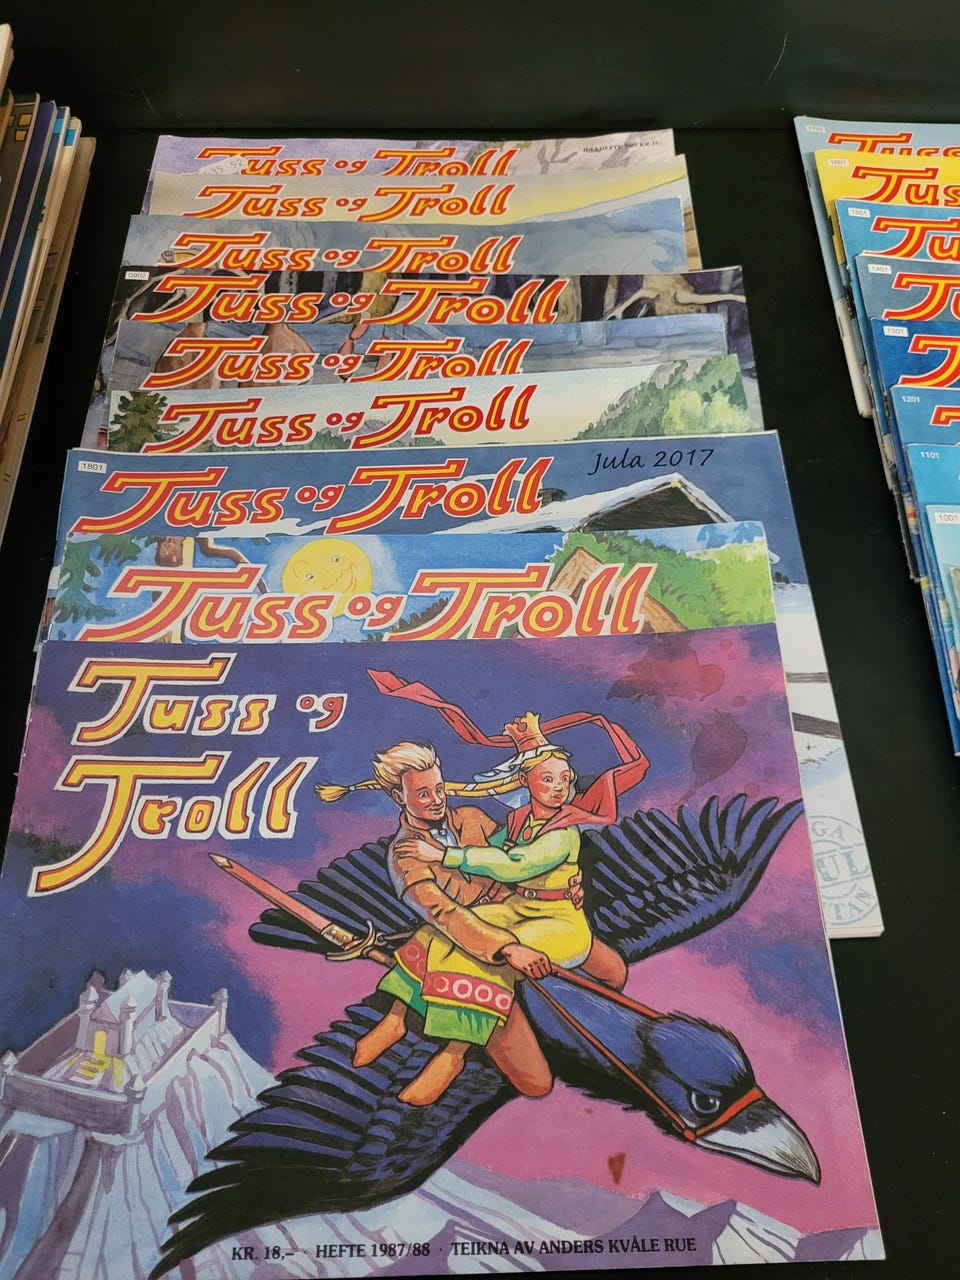 Tuss og Troll
Tuss og Troll
Tuss og Troll
0902
Tuss og Troll
Tuss og Troll
Tuss og Troll
1801
Tuss og Troll
Jula 2017
Tuss og Troll
Tuss og
Troll
KR. 18,– · HEFTE 1987/88 · TEIKNA AV ANDERS KVÅLE RUE
1701
1601
1501
1401
1301
1201
1101
1001